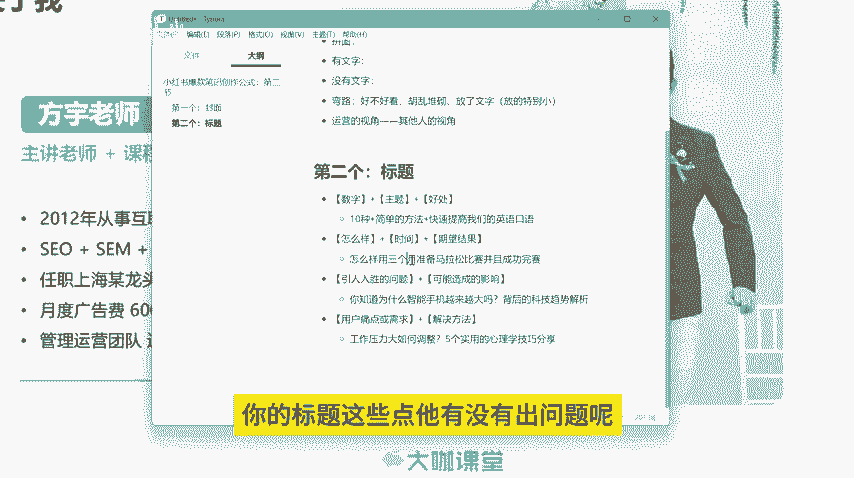 于我
方宇老师
主讲老师 + 课程
2012年从事互联
SEO + SEM +
任职上海某龙头
月度广告费 600
管理运营团队
编辑(E) 段落(P) 格式(O) 视图(V) 主题(T) 帮助(H)
文件 大纲
小红书爆款笔记创作公式：第二节
第一个：封面
第二个：标题
拼图：
有文字：
没有文字：
弯路：好不好看、胡乱堆砌、放了文字（放的特别小）
运营的视角——其他人的视角
第二个：标题
【数字】+【主题】+【好处】
10种+简单的方法+快速提高我们的英语口语
【怎么样】+【时间】+【期望结果】
怎么样用三个月准备马拉松比赛并且成功完赛
【引人入胜的问题】+【可能造成的影响】
你知道为什么智能手机越来越大吗？背后的科技趋势解析
【用户痛点或需求】+【解决方法】
工作压力大如何调整？5个实用的心理学技巧分享
你的标题这些点他有没有出问题呢
大咖课堂